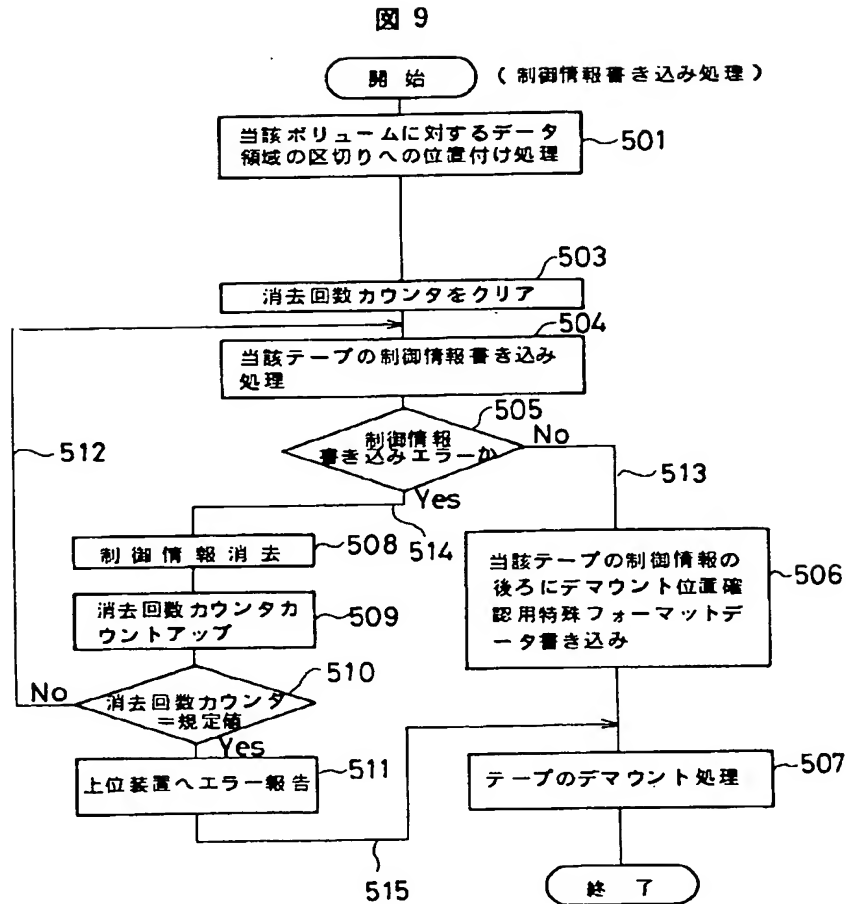 図 9
開 始
(制御情報書き込み処理)
当該ボリュームに対するデータ
領域の区切りへの位置付け処理
501
503
消去回数カウンタをクリア
504
当該テープの制御情報書き込み
処理
505
制御情報
書き込みエラーか
No
512
513
Yes
514
制 御 情 報 消 去
508
当該テープの制御情報の
後ろにデマウント位置確
認用特殊フォーマットデ
ータ書き込み
506
消去回数カウンタカ
ウントアップ
509
510
No
消去回数カウンタ
=規定値
Yes
上位装置へエラー報告
511
テープのデマウント処理
507
515
終 了